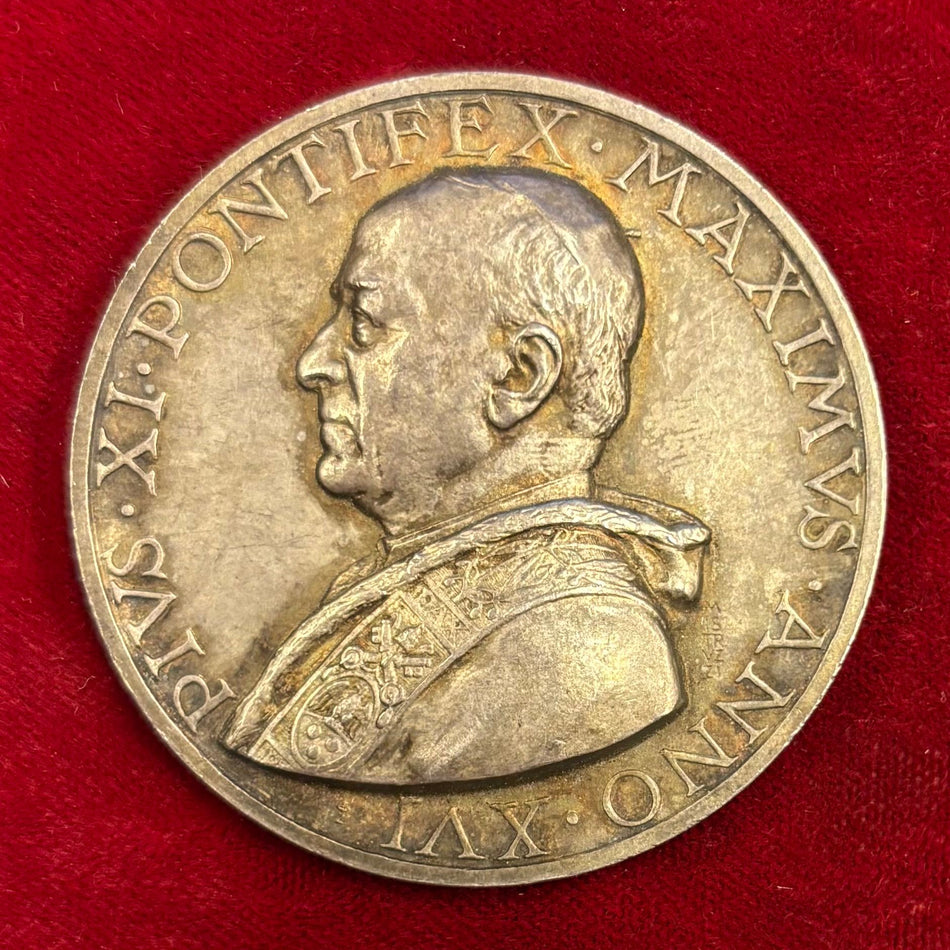 PIVS · XI · PONTIFEX · MAXIMVS · ANNO · XVI